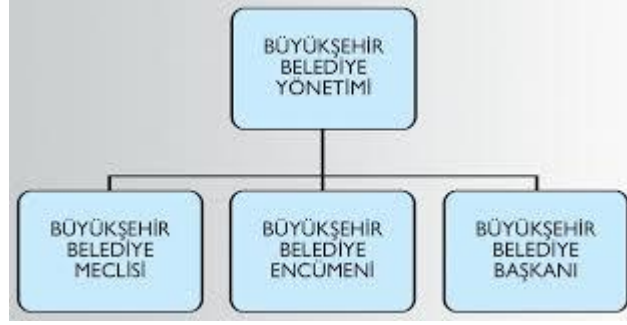 BÜYÜKŞEHİR
BELEDİYE
YÖNETİMİ
BÜYÜKŞEHİR
BELEDİYE
MECLİSİ
BÜYÜKŞEHİR
BELEDİYE
ENCÜMENİ
BÜYÜKŞEHİR
BELEDİYE
BAŞKANI